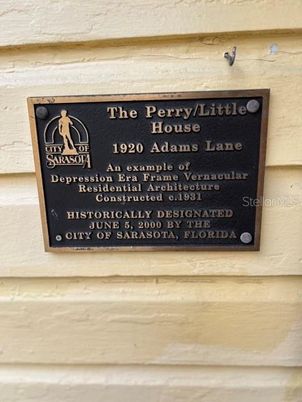 The Perry/Little
House
1920 Adams Lane
CITY OF
SARASOTA
An example of
Depression Era Frame Vernacular
Residential Architecture
Constructed c.1931
HISTORICALLY DESIGNATED
JUNE 5, 2000 BY THE
CITY OF SARASOTA, FLORIDA
StellarMLS